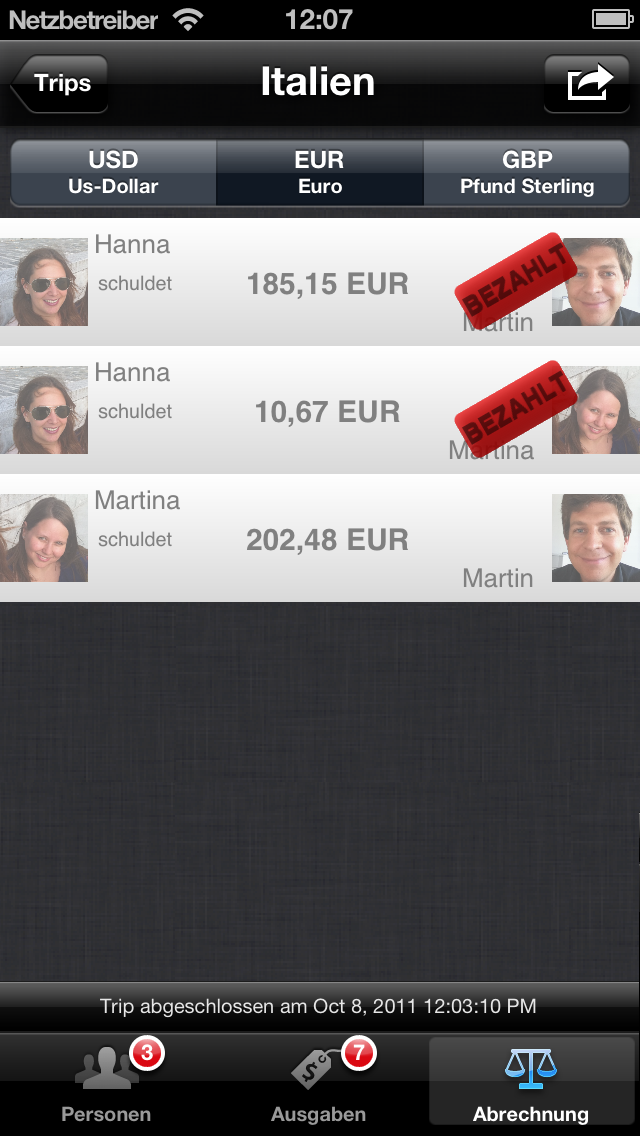 Netzbetreiber 12:07
Trips Italien
USD EUR GBP
Us-Dollar Euro Pfund Sterling
Hanna
schuldet 185,15 EUR BEZAHLT
Martin
Hanna
schuldet 10,67 EUR BEZAHLT
Martina
Martina
schuldet 202,48 EUR
Martin
Trip abgeschlossen am Oct 8, 2011 12:03:10 PM
3 7
Personen Ausgaben Abrechnung